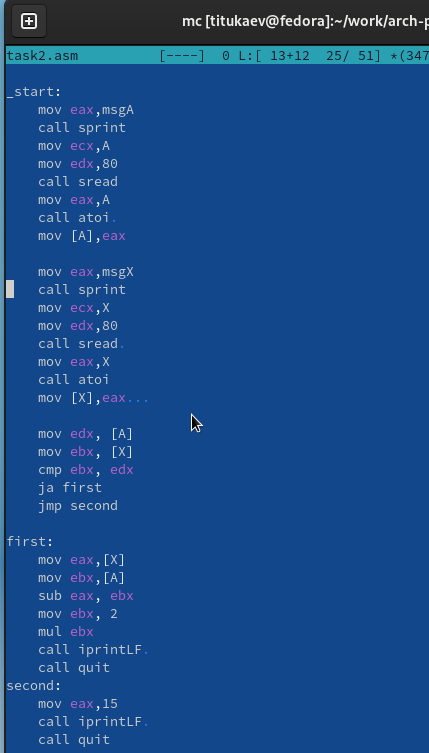 mc [titukaev@fedora]:~/work/arch-p
task2.asm [----] 0 L:[ 13+12 25/ 51] *(347
_start:
mov eax,msgA
call sprint
mov ecx,A
mov edx,80
call sread
mov eax,A
call atoi.
mov [A],eax
mov eax,msgX
call sprint
mov ecx,X
mov edx,80
call sread.
mov eax,X
call atoi
mov [X],eax...
mov edx, [A]
mov ebx, [X]
cmp ebx, edx
ja first
jmp second
first:
mov eax,[X]
mov ebx,[A]
sub eax, ebx
mov ebx, 2
mul ebx
call iprintLF.
call quit
second:
mov eax,15
call iprintLF.
call quit